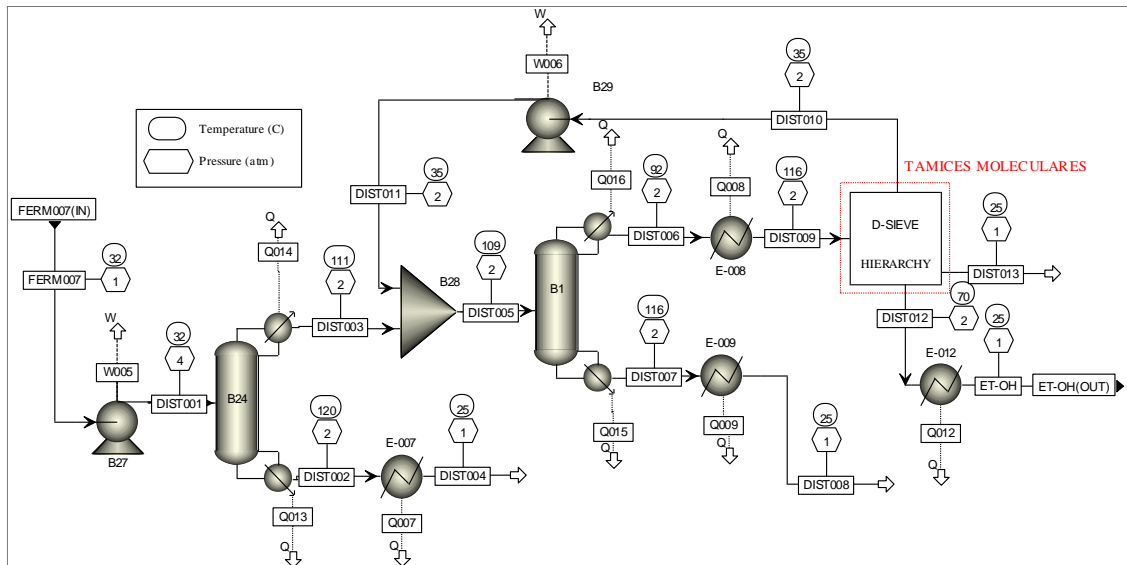 W
W006
B29
35
2
DIST010
Temperature (C)
Pressure (atm)
Q
Q016
Q
Q008
TAMICES MOLECULARES
FERM007(IN)
DIST011
35
2
92
2
DIST006
116
2
DIST009
E-008
D-SIEVE
HIERARCHY
25
1
DIST013
Q
Q014
FERM007
32
1
111
2
DIST003
B28
109
2
DIST005
B1
DIST012
70
2
W
W005
32
4
DIST001
B24
B27
116
2
DIST007
E-009
E-012
25
1
ET-OH
ET-OH(OUT)
120
2
DIST002
E-007
25
1
DIST004
Q015
Q
Q009
Q
25
1
DIST008
Q012
Q
Q013
Q
Q007
Q